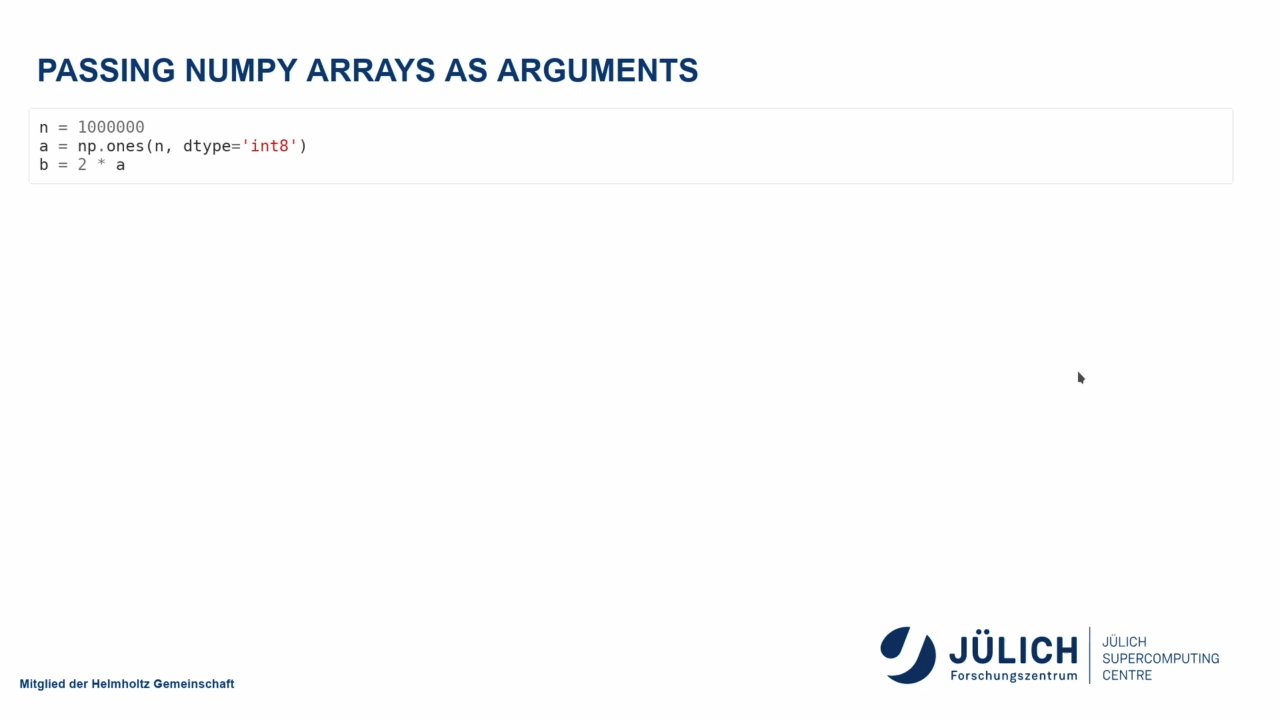 PASSING NUMPY ARRAYS AS ARGUMENTS
n = 1000000
a = np.ones(n, dtype='int8')
b = 2 * a
JÜLICH
Forschungszentrum
JÜLICH
SUPERCOMPUTING
CENTRE
Mitglied der Helmholtz Gemeinschaft